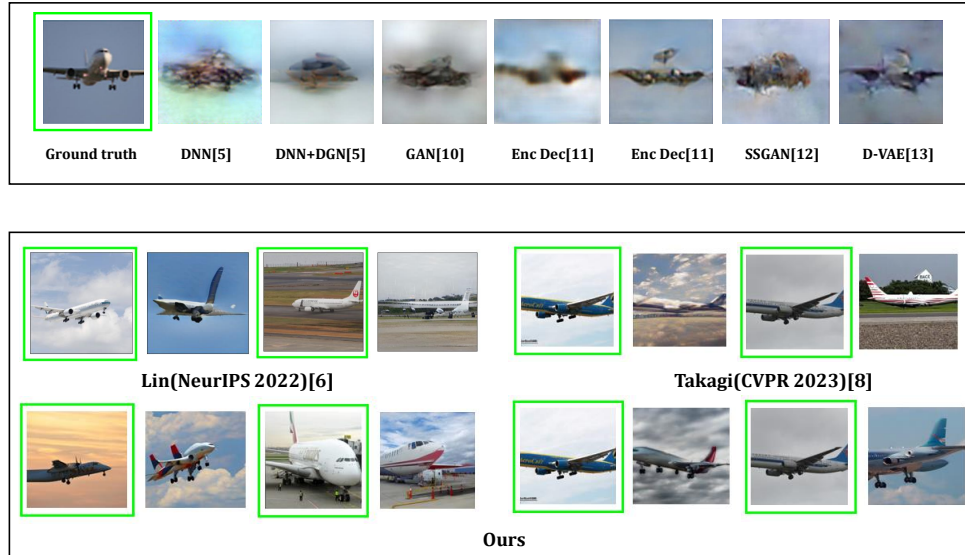 Ground truth DNN[5] DNN+DGN[5] GAN[10] Enc Dec[11] Enc Dec[11] SSGAN[12] D-VAE[13]
Lin(NeurIPS 2022)[6] Takagi(CVPR 2023)[8]
Ours